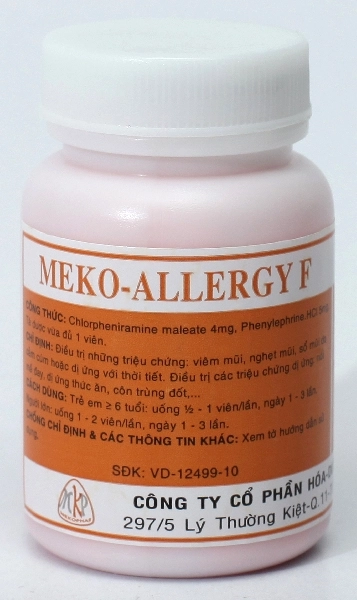 MEKO-ALLERGY F
CÔNG THỨC: Chlorpheniramine maleate 4mg, Phenylephrine.HCl 5mg
Tá dược vừa đủ 1 viên.
CHỈ ĐỊNH: Điều trị những triệu chứng: viêm mũi, nghẹt mũi, sổ mũi do
cảm cúm hoặc dị ứng với thời tiết. Điều trị các triệu chứng dị ứng
mề đay, dị ứng thức ăn, côn trùng đốt,...
CÁCH DÙNG: Trẻ em ≥ 6 tuổi: uống ½ - 1 viên/lần, ngày 1 - 3 lần.
Người lớn: uống 1 - 2 viên/lần, ngày 1 - 3 lần.
CHỐNG CHỈ ĐỊNH & CÁC THÔNG TIN KHÁC: Xem tờ hướng dẫn sử
SĐK: VD-12499-10
MKP
MEKOPHAR
CÔNG TY CỔ PHẦN HÓA-D
297/5 Lý Thường Kiệt-Q.11-